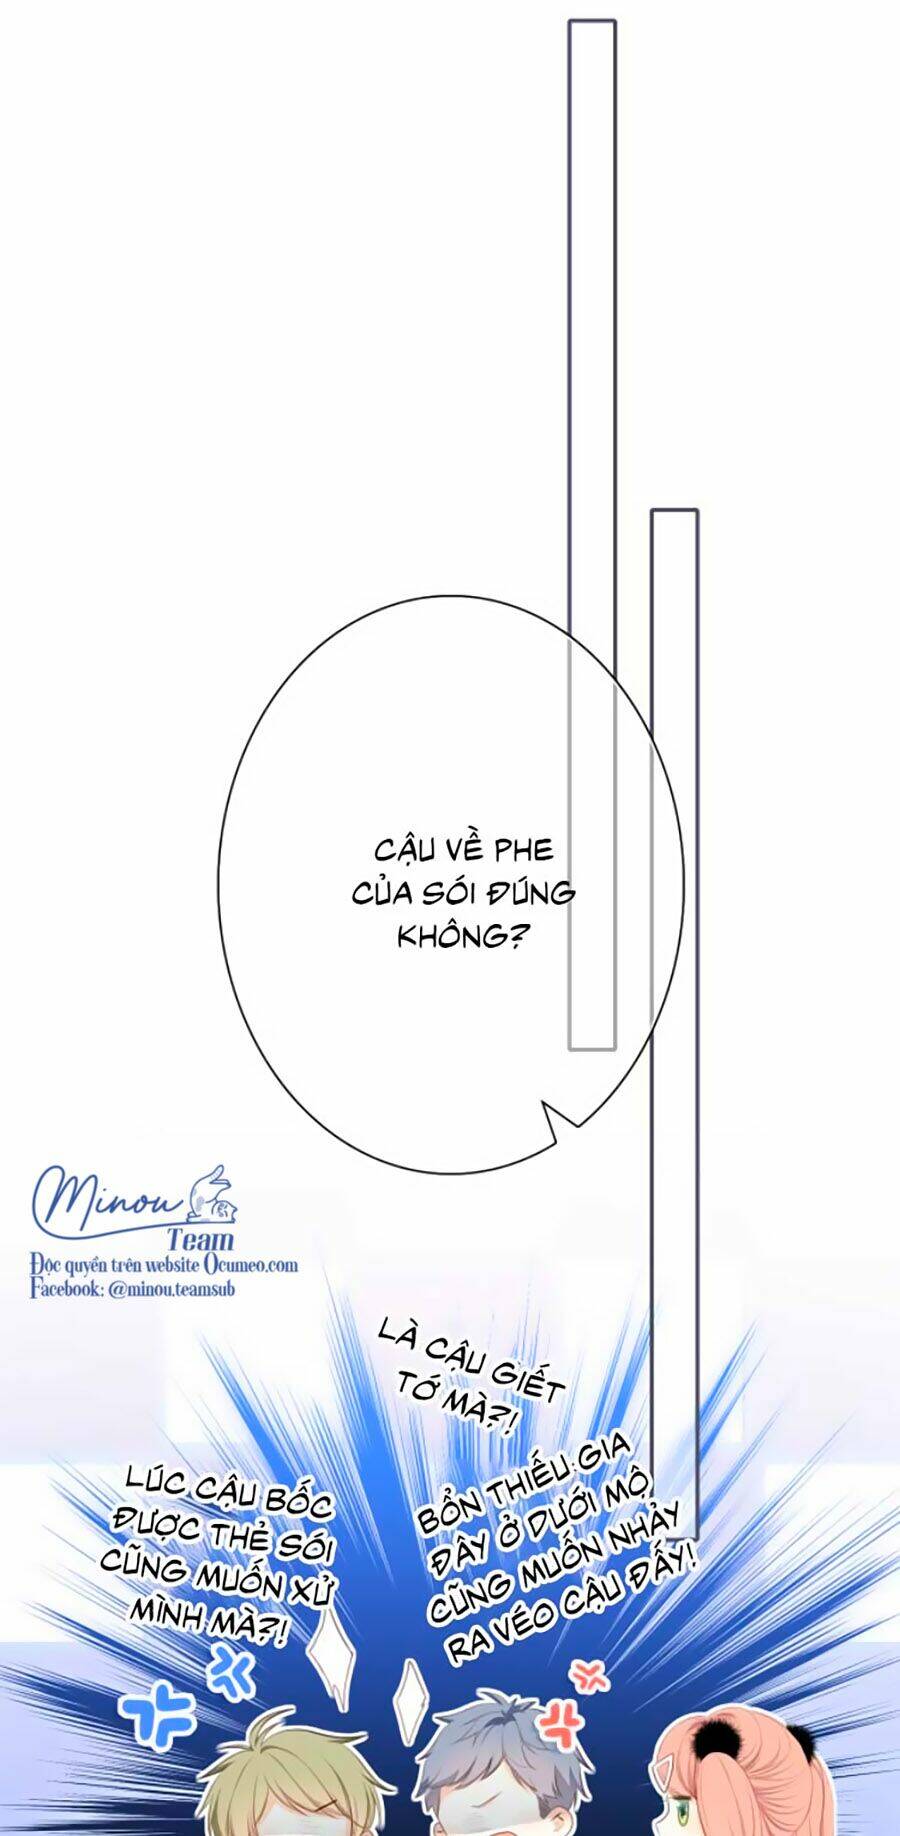 CẬU VỀ PHE
CỦA SÓI ĐÚNG
KHÔNG?
Minou
Team
Độc quyền trên website Ocumeo.com
Facebook: @minou.teamsub
LÀ CẬU GIẾT
TỚ MÀ?!
LÚC CẬU BỐC
ĐƯỢC THẺ SÓI
CŨNG MUỐN XỬ
MÌNH MÀ?!
BỔN THIẾU GIA
ĐÂY Ở DƯỚI MỘ
CŨNG MUỐN NHẢY
RA VÉO CẬU ĐẤY!